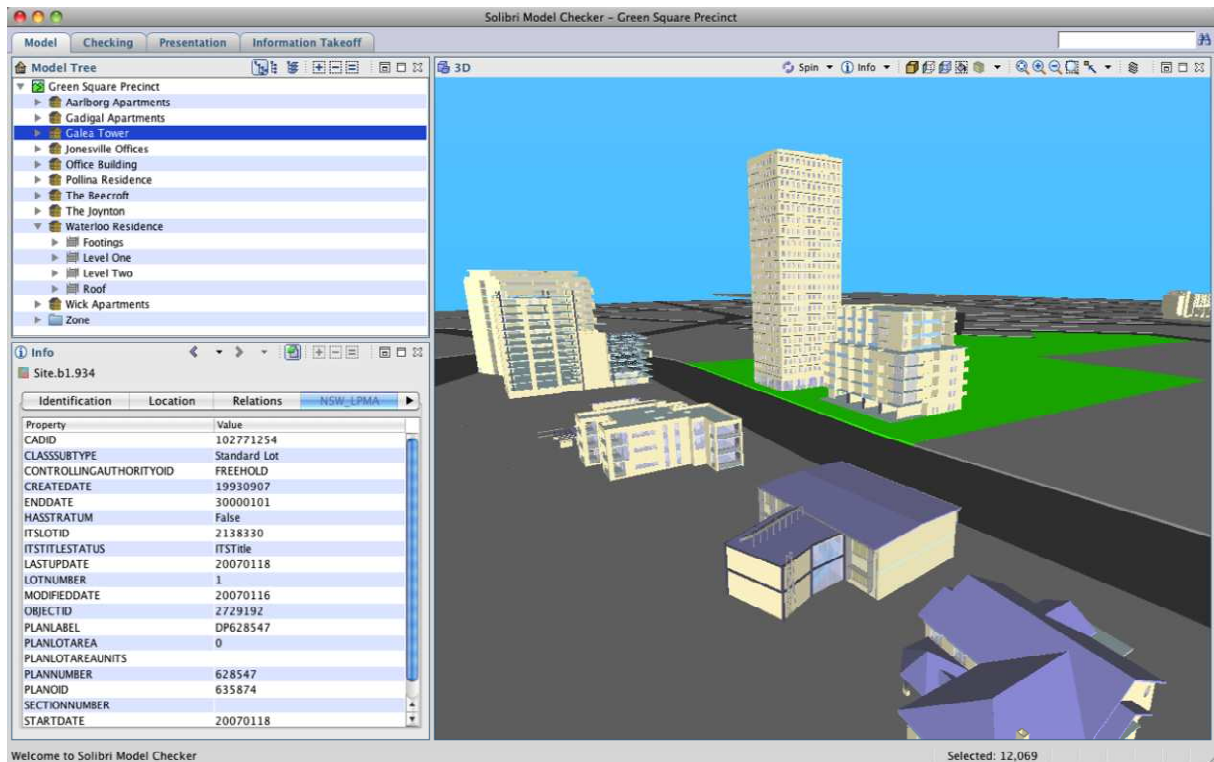 Solibri Model Checker – Green Square Precinct
Model Checking Presentation Information Takeoff
Model Tree
Green Square Precinct
Aarlborg Apartments
Gadigal Apartments
Galea Tower
Jonesville Offices
Office Building
Pollina Residence
The Beecroft
The Joynton
Waterloo Residence
Footings
Level One
Level Two
Roof
Wick Apartments
Zone
3D Spin Info
Info
Site.b1.934
Identification Location Relations NSW_LPMA
Property Value
CADID 102771254
CLASSSUBTYPE Standard Lot
CONTROLLINGAUTHORITYOID FREEHOLD
CREATEDATE 19930907
ENDDATE 30000101
HASSTRATUM False
ITSLOTID 2138330
ITSTITLESTATUS ITSTitle
LASTUPDATE 20070118
LOTNUMBER 1
MODIFIEDDATE 20070116
OBJECTID 2729192
PLANLABEL DP628547
PLANLOTAREA 0
PLANLOTAREAUNITS
PLANNUMBER 628547
PLANOID 635874
SECTIONNUMBER
STARTDATE 20070118
Welcome to Solibri Model Checker Selected: 12,069